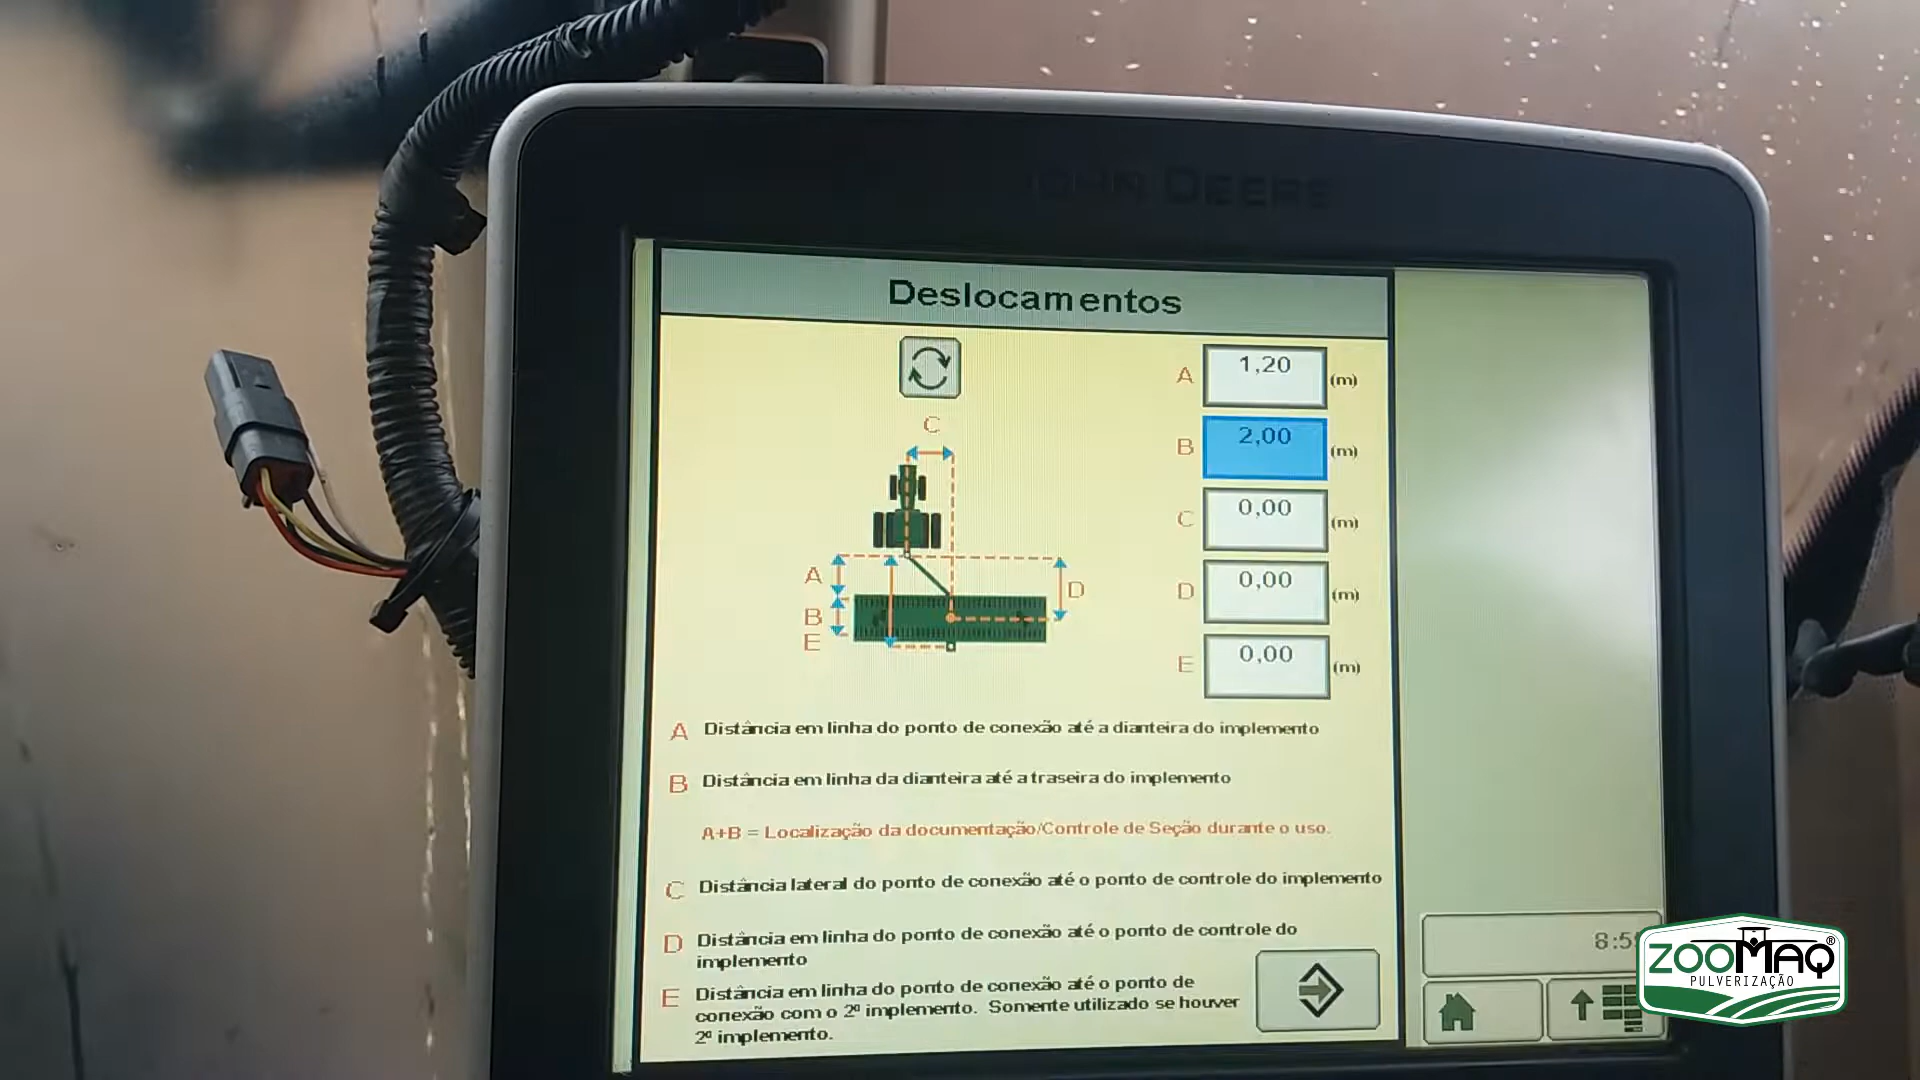 JOHN DEERE
Deslocamentos
A 1,20 (m)
B 2,00 (m)
C 0,00 (m)
D 0,00 (m)
E 0,00 (m)
C
A
B
E
D
A Distância em linha do ponto de conexão até a dianteira do implemento
B Distância em linha da dianteira até a traseira do implemento
A+B = Localização da documentação/Controle de Seção durante o uso.
C Distância lateral do ponto de conexão até o ponto de controle do implemento
D Distância em linha do ponto de conexão até o ponto de controle do
implemento
E Distância em linha do ponto de conexão até o ponto de
conexão com o 2º implemento. Somente utilizado se houver
2º implemento.
ZOOMAQ®
PULVERIZAÇÃO